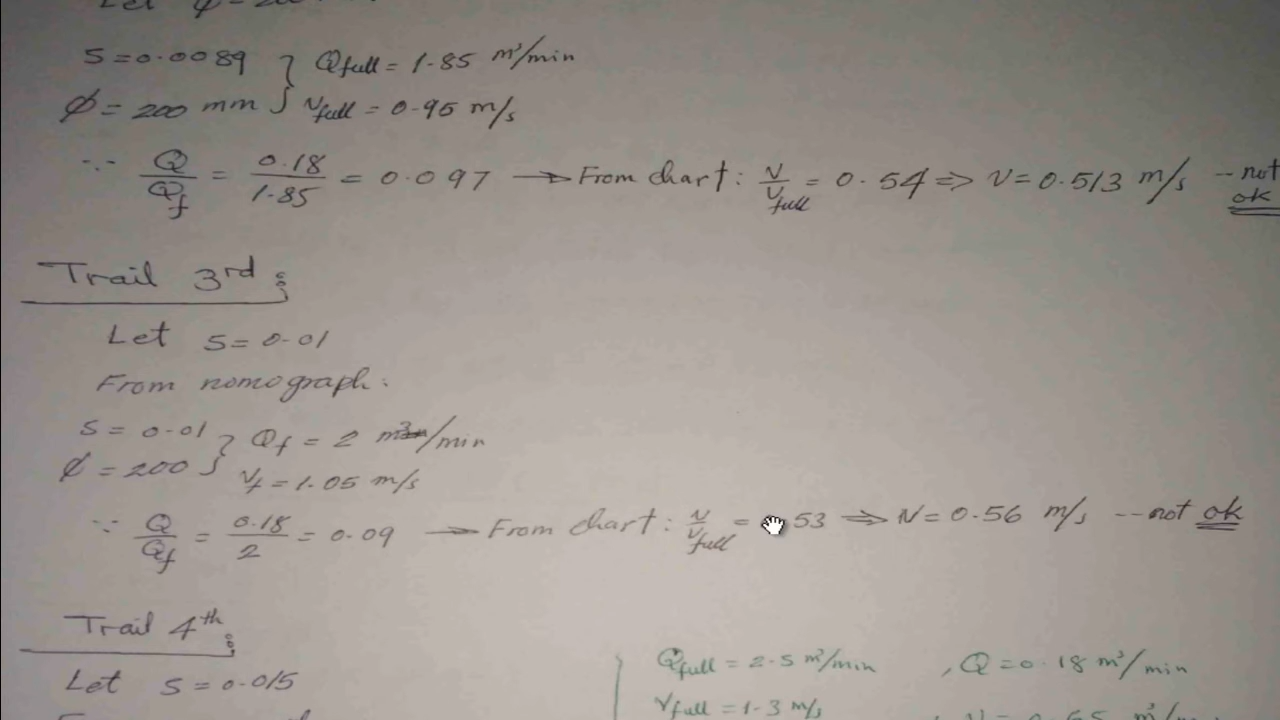 Let φ = 200
S = 0.0089 } Qfull = 1.85 m³/min
φ = 200 mm } Vfull = 0.95 m/s
∵ Q/Qf = 0.18/1.85 = 0.097 → From chart: V/Vfull = 0.54 ⇒ V = 0.513 m/s -- not ok
Trail 3rd:
Let S = 0.01
From nomograph:
S = 0.01 } Qf = 2 m³/min
φ = 200 } Vf = 1.05 m/s
∵ Q/Qf = 0.18/2 = 0.09 → From chart: V/Vfull = 53 ⇒ V = 0.56 m/s -- not ok
Trail 4th:
Let S = 0.015
Qfull = 2.5 m³/min , Q = 0.18 m³/min
Vfull = 1.3 m/s